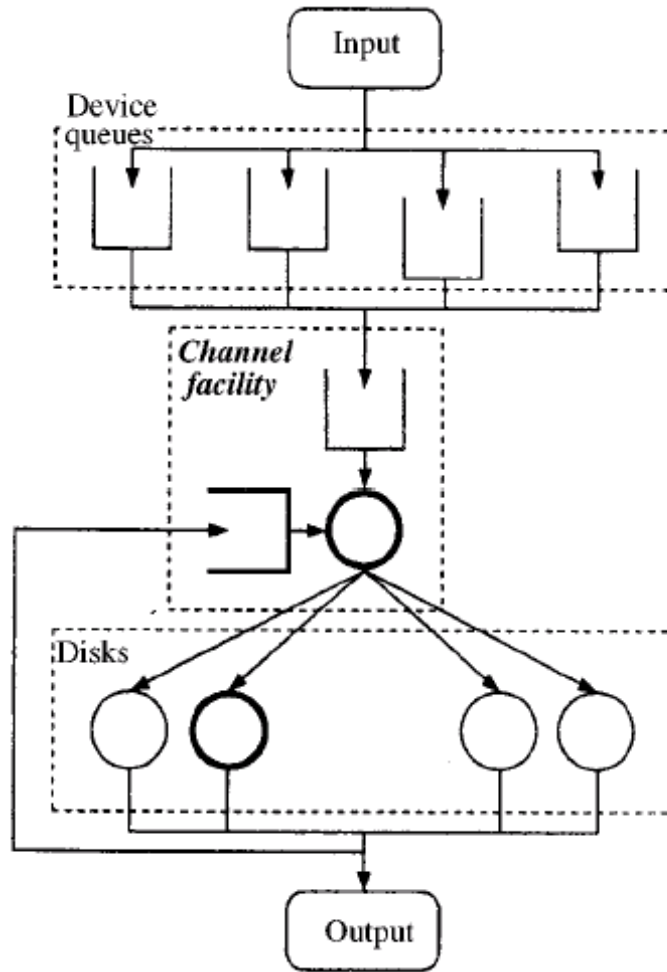 Input
Device
queues
Channel
facility
Disks
Output